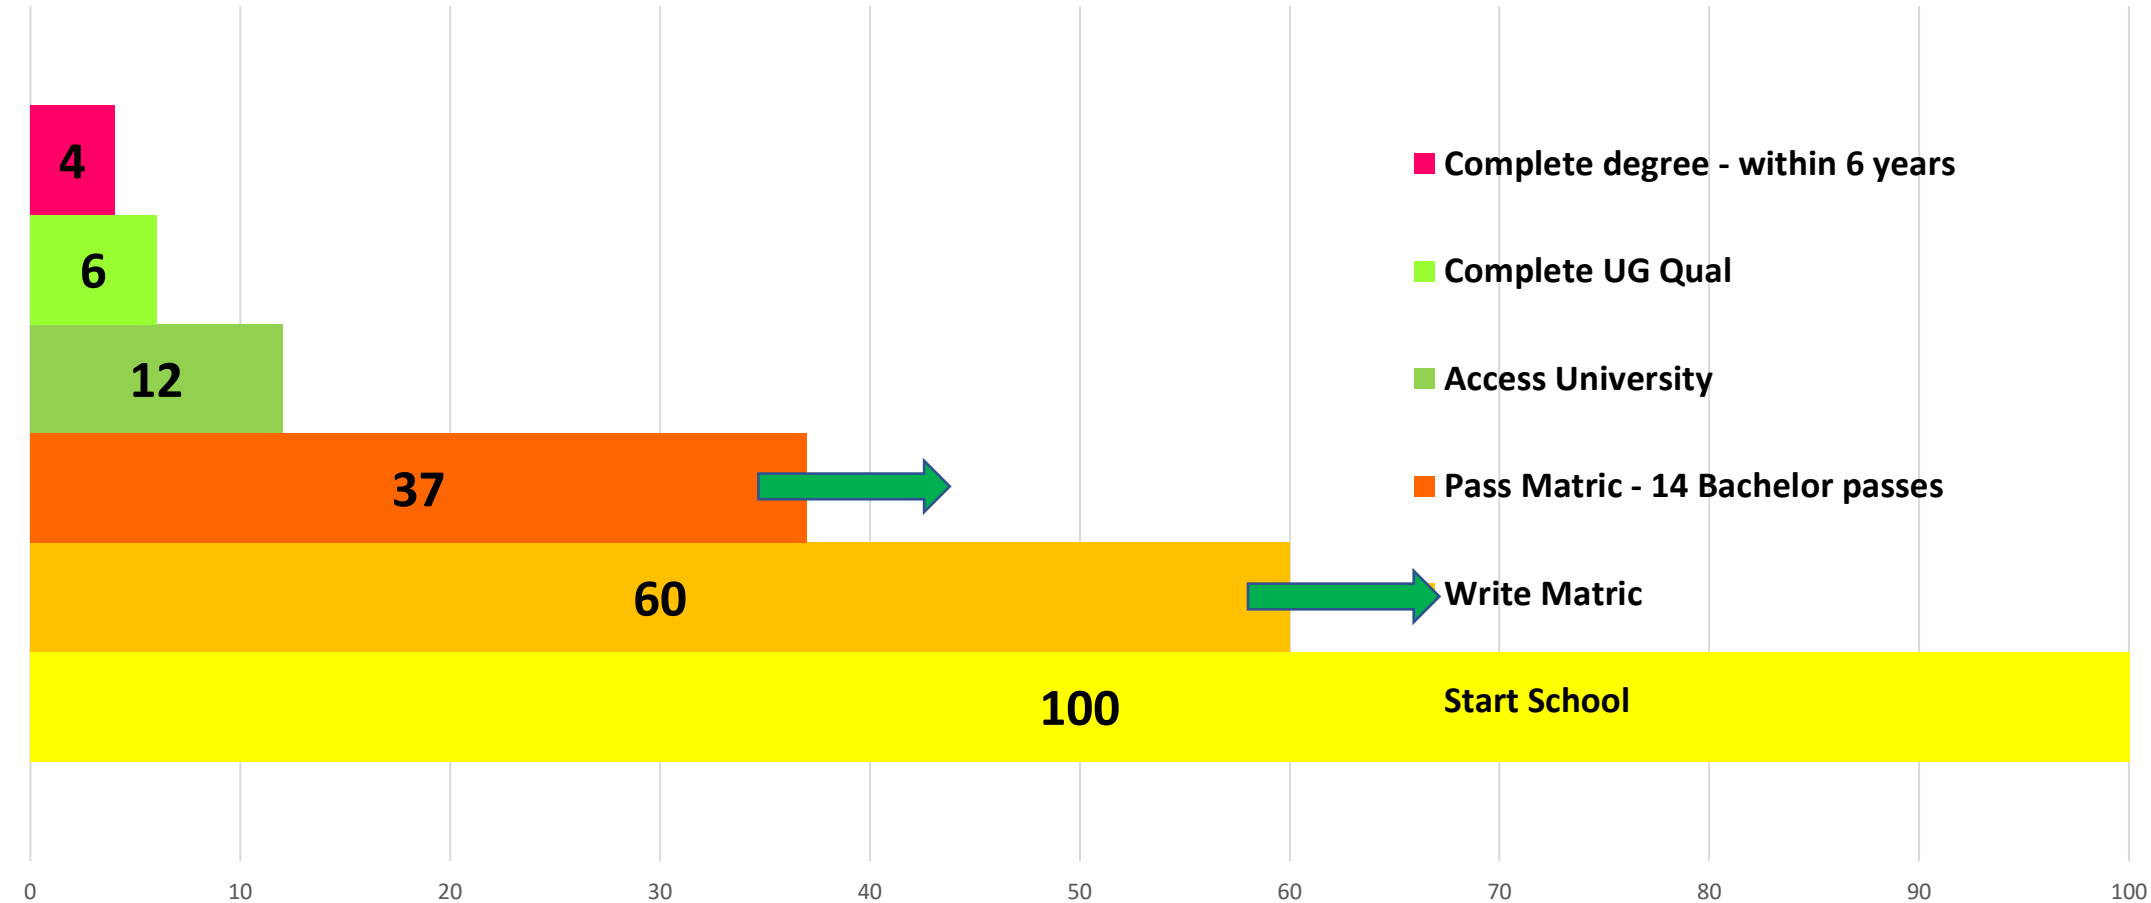 4
Complete degree - within 6 years
6
Complete UG Qual
12
Access University
37
Pass Matric - 14 Bachelor passes
60
Write Matric
100
Start School
0 10 20 30 40 50 60 70 80 90 100